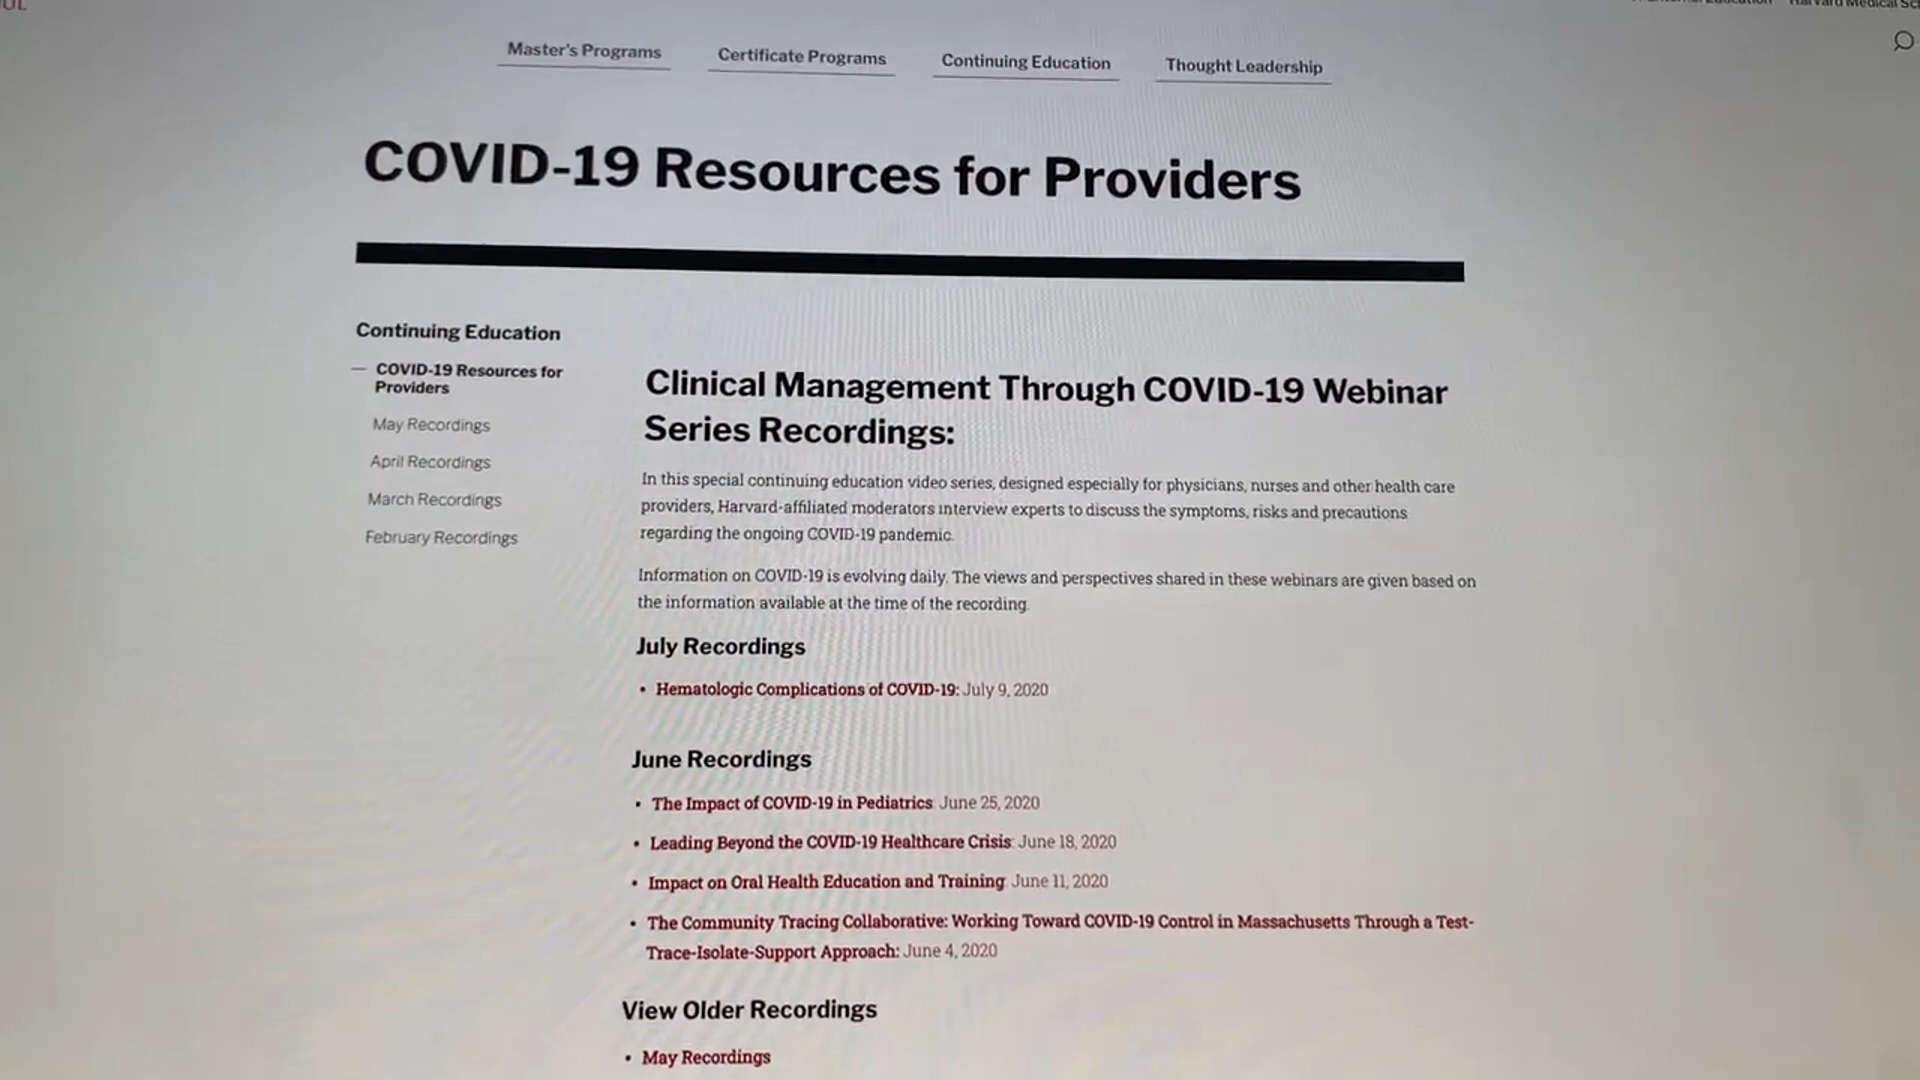 Harvard Medical
Master's Programs
Certificate Programs
Continuing Education
Thought Leadership
COVID-19 Resources for Providers
Continuing Education
COVID-19 Resources for
Providers
May Recordings
April Recordings
March Recordings
February Recordings
Clinical Management Through COVID-19 Webinar
Series Recordings:
In this special continuing education video series, designed especially for physicians, nurses and other health care
providers, Harvard-affiliated moderators interview experts to discuss the symptoms, risks and precautions
regarding the ongoing COVID-19 pandemic.
Information on COVID-19 is evolving daily. The views and perspectives shared in these webinars are given based on
the information available at the time of the recording.
July Recordings
• Hematologic Complications of COVID-19: July 9, 2020
June Recordings
• The Impact of COVID-19 in Pediatrics: June 25, 2020
• Leading Beyond the COVID-19 Healthcare Crisis: June 18, 2020
• Impact on Oral Health Education and Training: June 11, 2020
• The Community Tracing Collaborative: Working Toward COVID-19 Control in Massachusetts Through a Test-
Trace-Isolate-Support Approach: June 4, 2020
View Older Recordings
• May Recordings